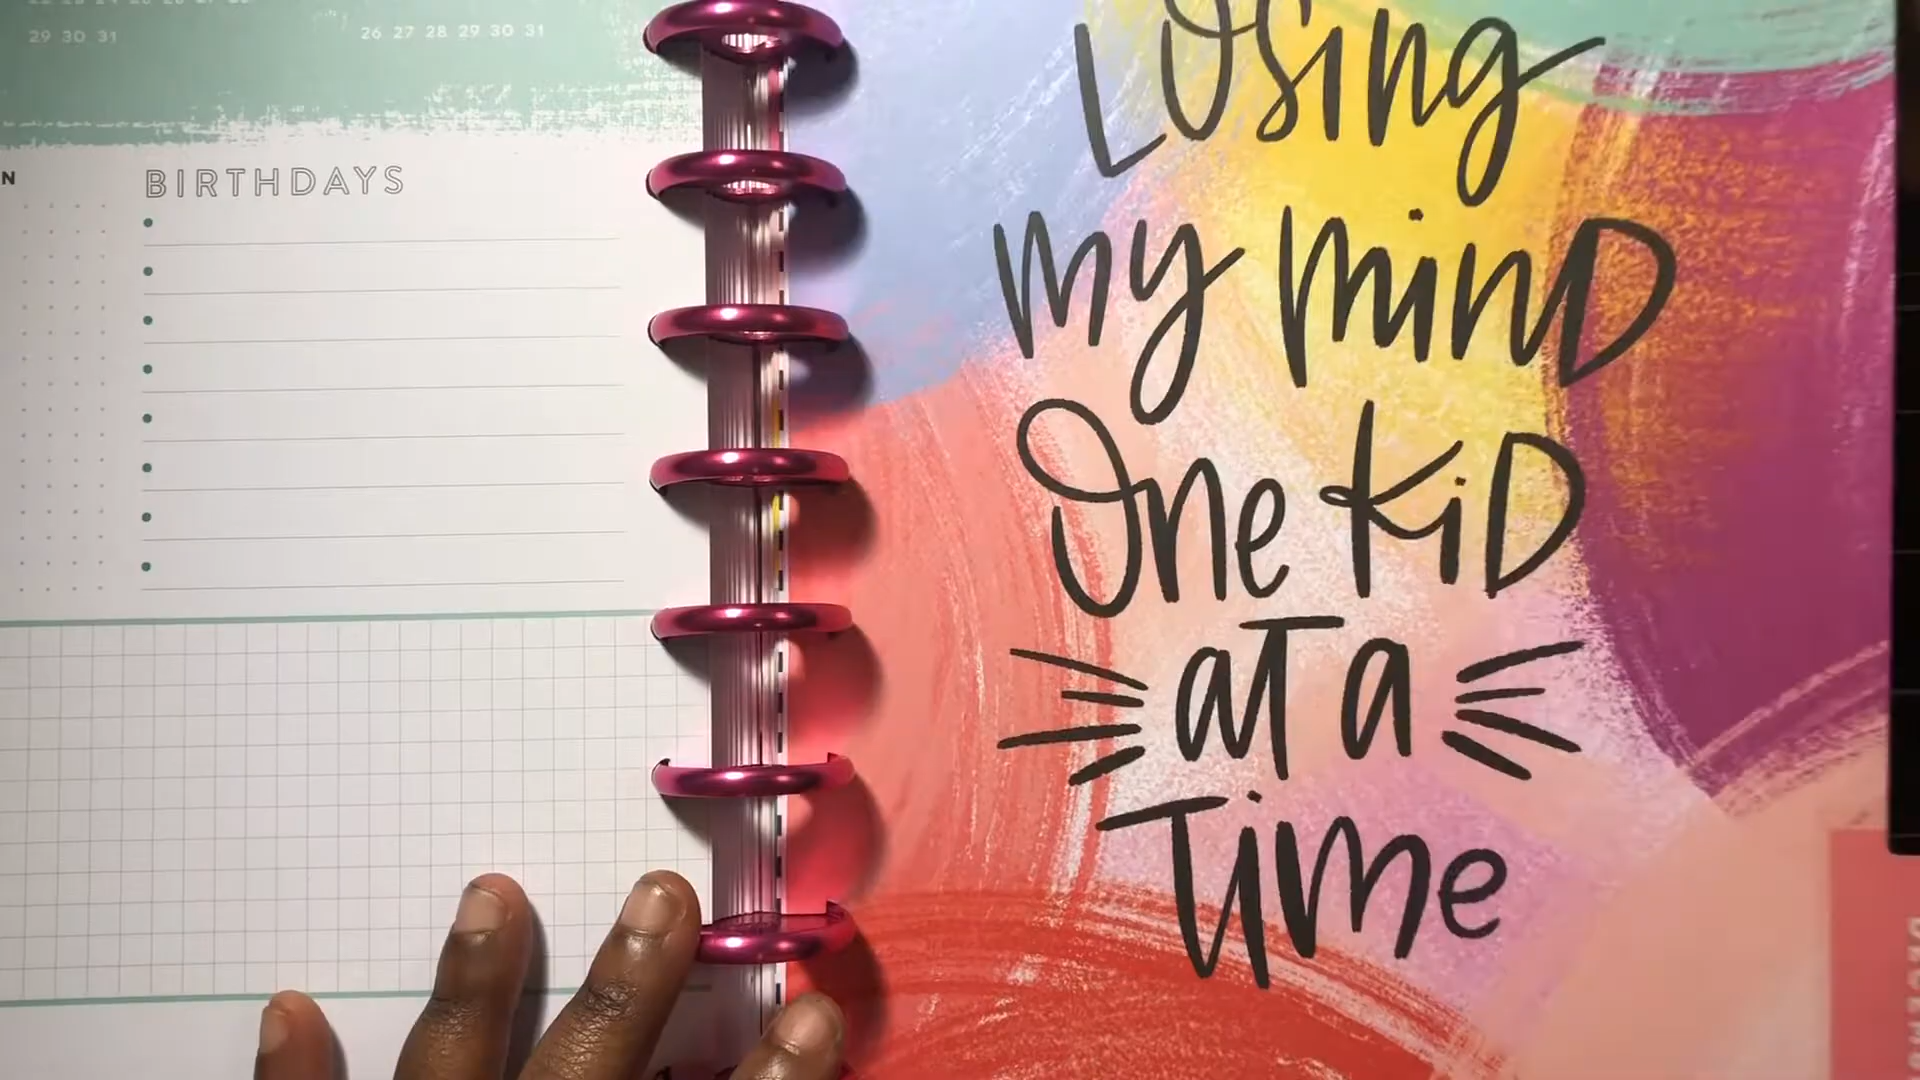 29 30 31
26 27 28 29 30 31
N
BIRTHDAYS
Losing
my mind
One Kid
at a
Time